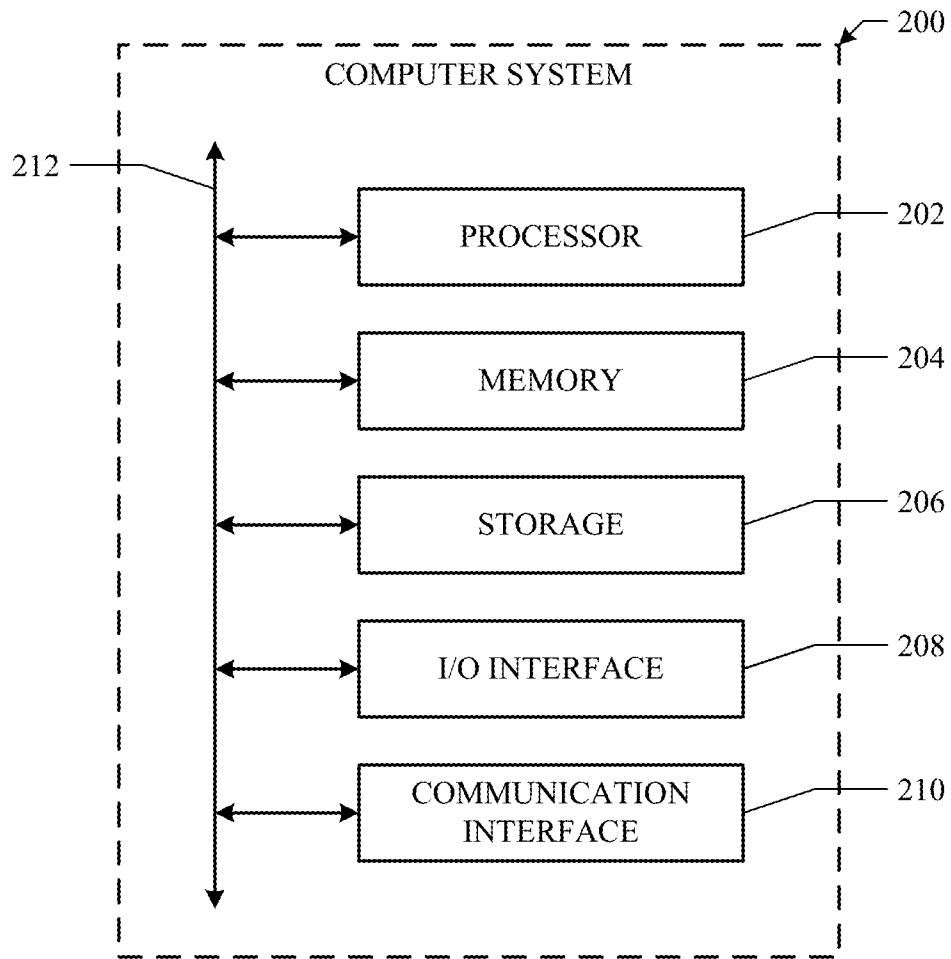 200
COMPUTER SYSTEM
212
PROCESSOR
202
MEMORY
204
STORAGE
206
I/O INTERFACE
208
COMMUNICATION
INTERFACE
210